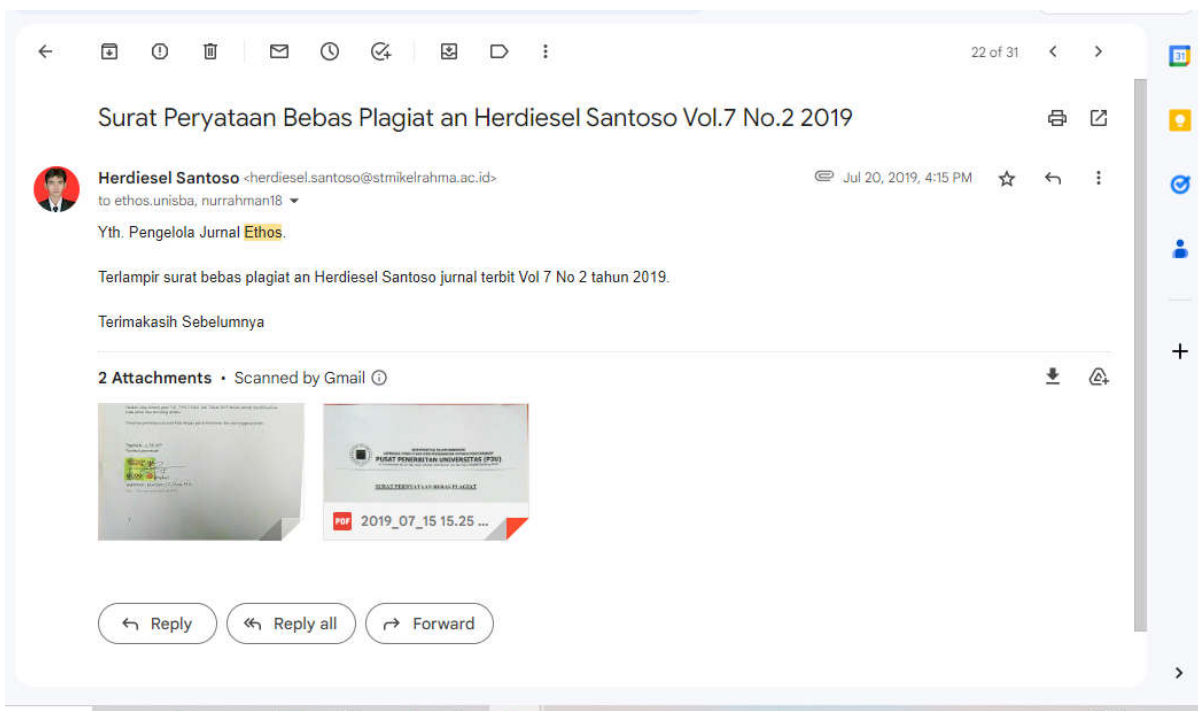 22 of 31
31
Surat Peryataan Bebas Plagiat an Herdiesel Santoso Vol.7 No.2 2019
Herdiesel Santoso <herdiesel.santoso@stmikelrahma.ac.id>
Jul 20, 2019, 4:15 PM
to ethos.unisba, nurrahman18
Yth. Pengelola Jurnal Ethos.
Terlampir surat bebas plagiat an Herdiesel Santoso jurnal terbit Vol 7 No 2 tahun 2019.
Terimakasih Sebelumnya
2 Attachments • Scanned by Gmail
PUSAT PENERBITAN UNIVERSITAS (P2U)
SURAT PERNYATAAN BEBAS PLAGIAT
PDF 2019_07_15 15.25 ...
Reply
Reply all
Forward